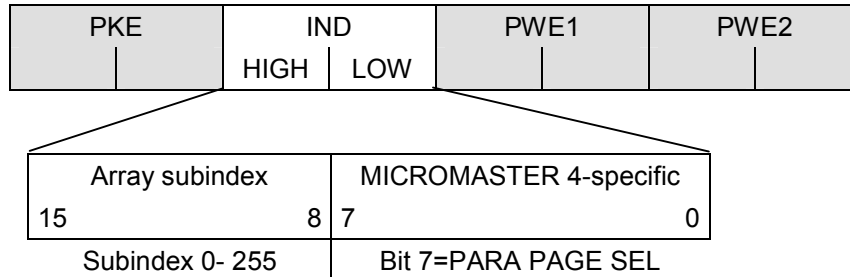 PKE IND PWE1 PWE2
HIGH LOW
Array subindex MICROMASTER 4-specific
15 8 7 0
Subindex 0- 255 Bit 7=PARA PAGE SEL